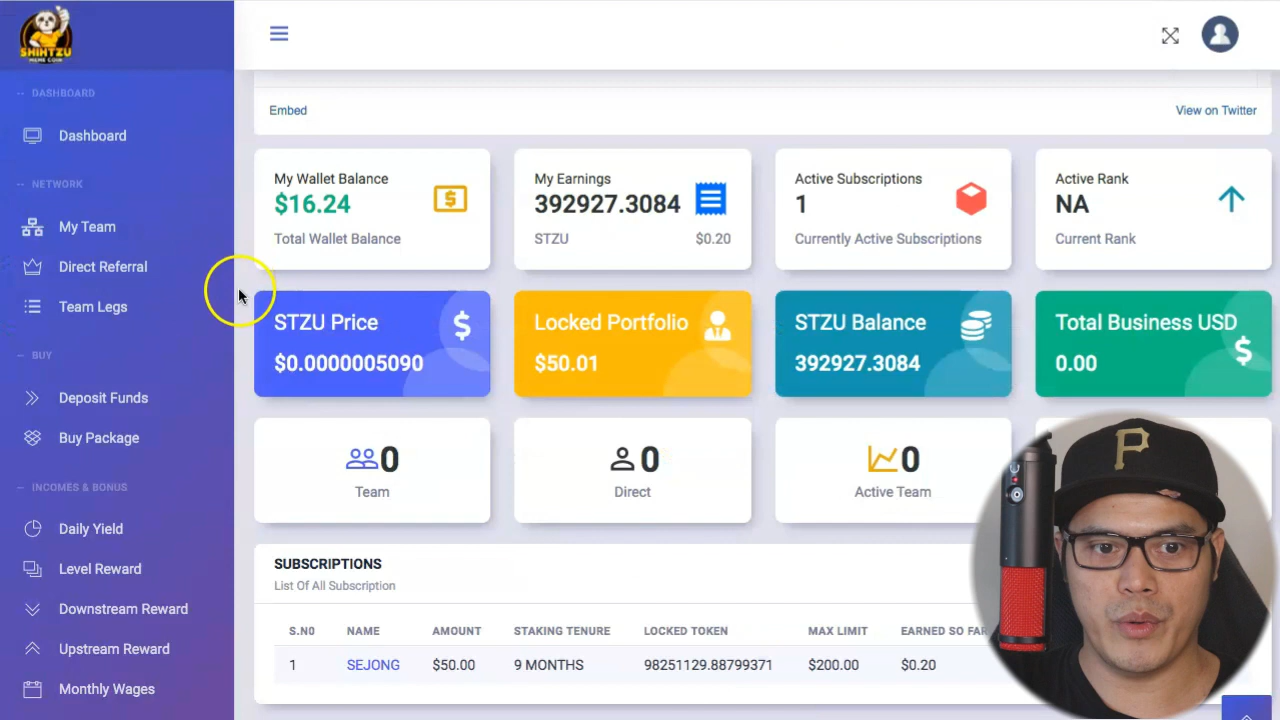 SHIHTZU
MEME COIN
DASHBOARD
Dashboard
NETWORK
My Team
Direct Referral
Team Legs
BUY
Deposit Funds
Buy Package
INCOMES & BONUS
Daily Yield
Level Reward
Downstream Reward
Upstream Reward
Monthly Wages
Embed
View on Twitter
My Wallet Balance
$16.24
Total Wallet Balance
My Earnings
392927.3084
STZU $0.20
Active Subscriptions
1
Currently Active Subscriptions
Active Rank
NA
Current Rank
STZU Price
$0.0000005090
Locked Portfolio
$50.01
STZU Balance
392927.3084
Total Business USD
0.00
0
Team
0
Direct
0
Active Team
SUBSCRIPTIONS
List Of All Subscription
S.N0 NAME AMOUNT STAKING TENURE LOCKED TOKEN MAX LIMIT EARNED SO FAR
1 SEJONG $50.00 9 MONTHS 98251129.88799371 $200.00 $0.20
P